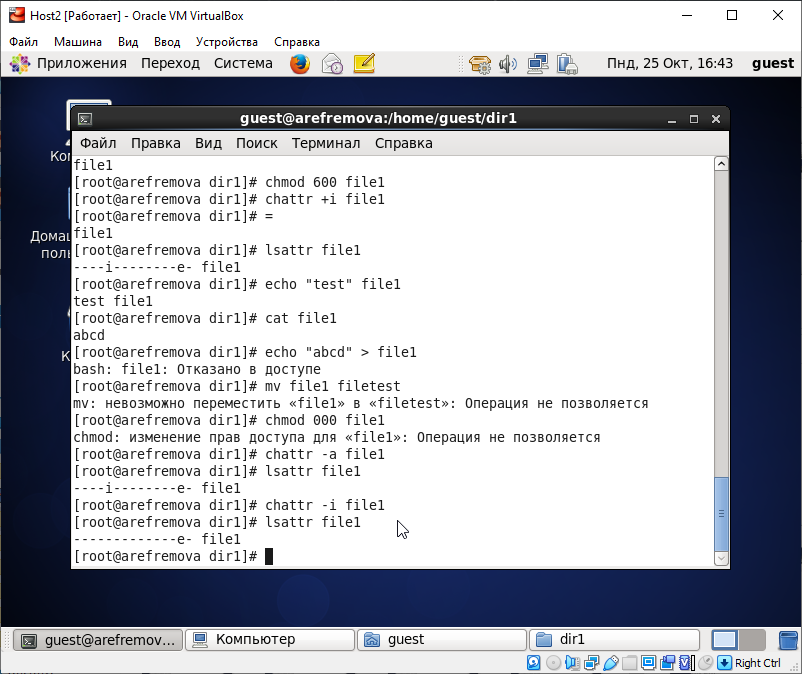 Host2 [Работает] - Oracle VM VirtualBox
Файл Машина Вид Ввод Устройства Справка
Приложения Переход Система Пнд, 25 Окт, 16:43 guest
guest@arefremova:/home/guest/dir1
Файл Правка Вид Поиск Терминал Справка
file1
[root@arefremova dir1]# chmod 600 file1
[root@arefremova dir1]# chattr +i file1
[root@arefremova dir1]# =
file1
[root@arefremova dir1]# lsattr file1
----i--------e- file1
[root@arefremova dir1]# echo "test" file1
test file1
[root@arefremova dir1]# cat file1
abcd
[root@arefremova dir1]# echo "abcd" > file1
bash: file1: Отказано в доступе
[root@arefremova dir1]# mv file1 filetest
mv: невозможно переместить «file1» в «filetest»: Операция не позволяется
[root@arefremova dir1]# chmod 000 file1
chmod: изменение прав доступа для «file1»: Операция не позволяется
[root@arefremova dir1]# chattr -a file1
[root@arefremova dir1]# lsattr file1
----i--------e- file1
[root@arefremova dir1]# chattr -i file1
[root@arefremova dir1]# lsattr file1
-------------e- file1
[root@arefremova dir1]#
guest@arefremov... Компьютер guest dir1
Right Ctrl